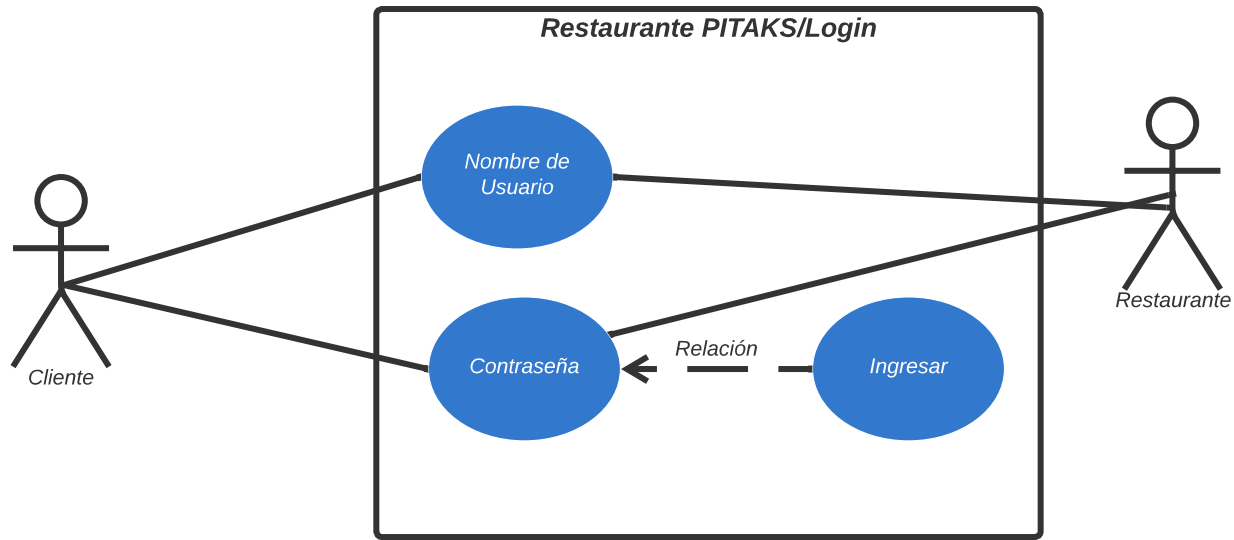 Restaurante PITAKS/Login
Nombre de
Usuario
Restaurante
Relación
Contraseña
Ingresar
Cliente